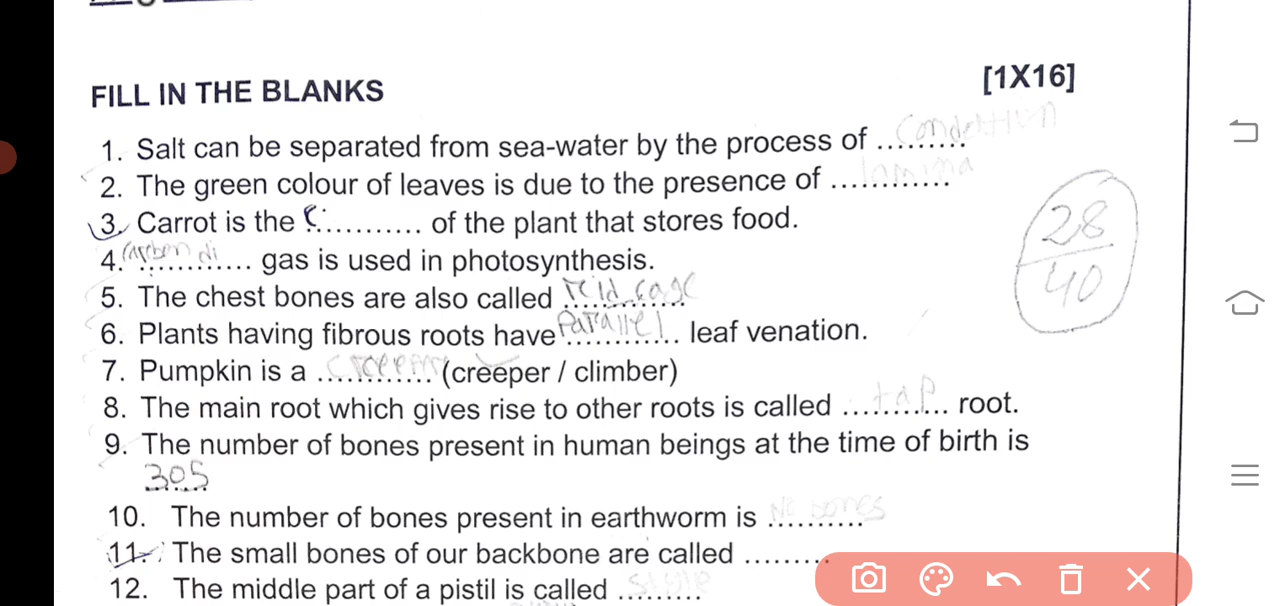 FILL IN THE BLANKS [1X16]
1. Salt can be separated from sea-water by the process of ..........
2. The green colour of leaves is due to the presence of lamina
3. Carrot is the ............ of the plant that stores food.
4. Carbon di gas is used in photosynthesis.
5. The chest bones are also called ............ cage
6. Plants having fibrous roots have Parallel leaf venation.
7. Pumpkin is a ............ (creeper / climber)
8. The main root which gives rise to other roots is called tap root.
9. The number of bones present in human beings at the time of birth is
305
10. The number of bones present in earthworm is No bones
11. The small bones of our backbone are called .........
12. The middle part of a pistil is called .........
28
40